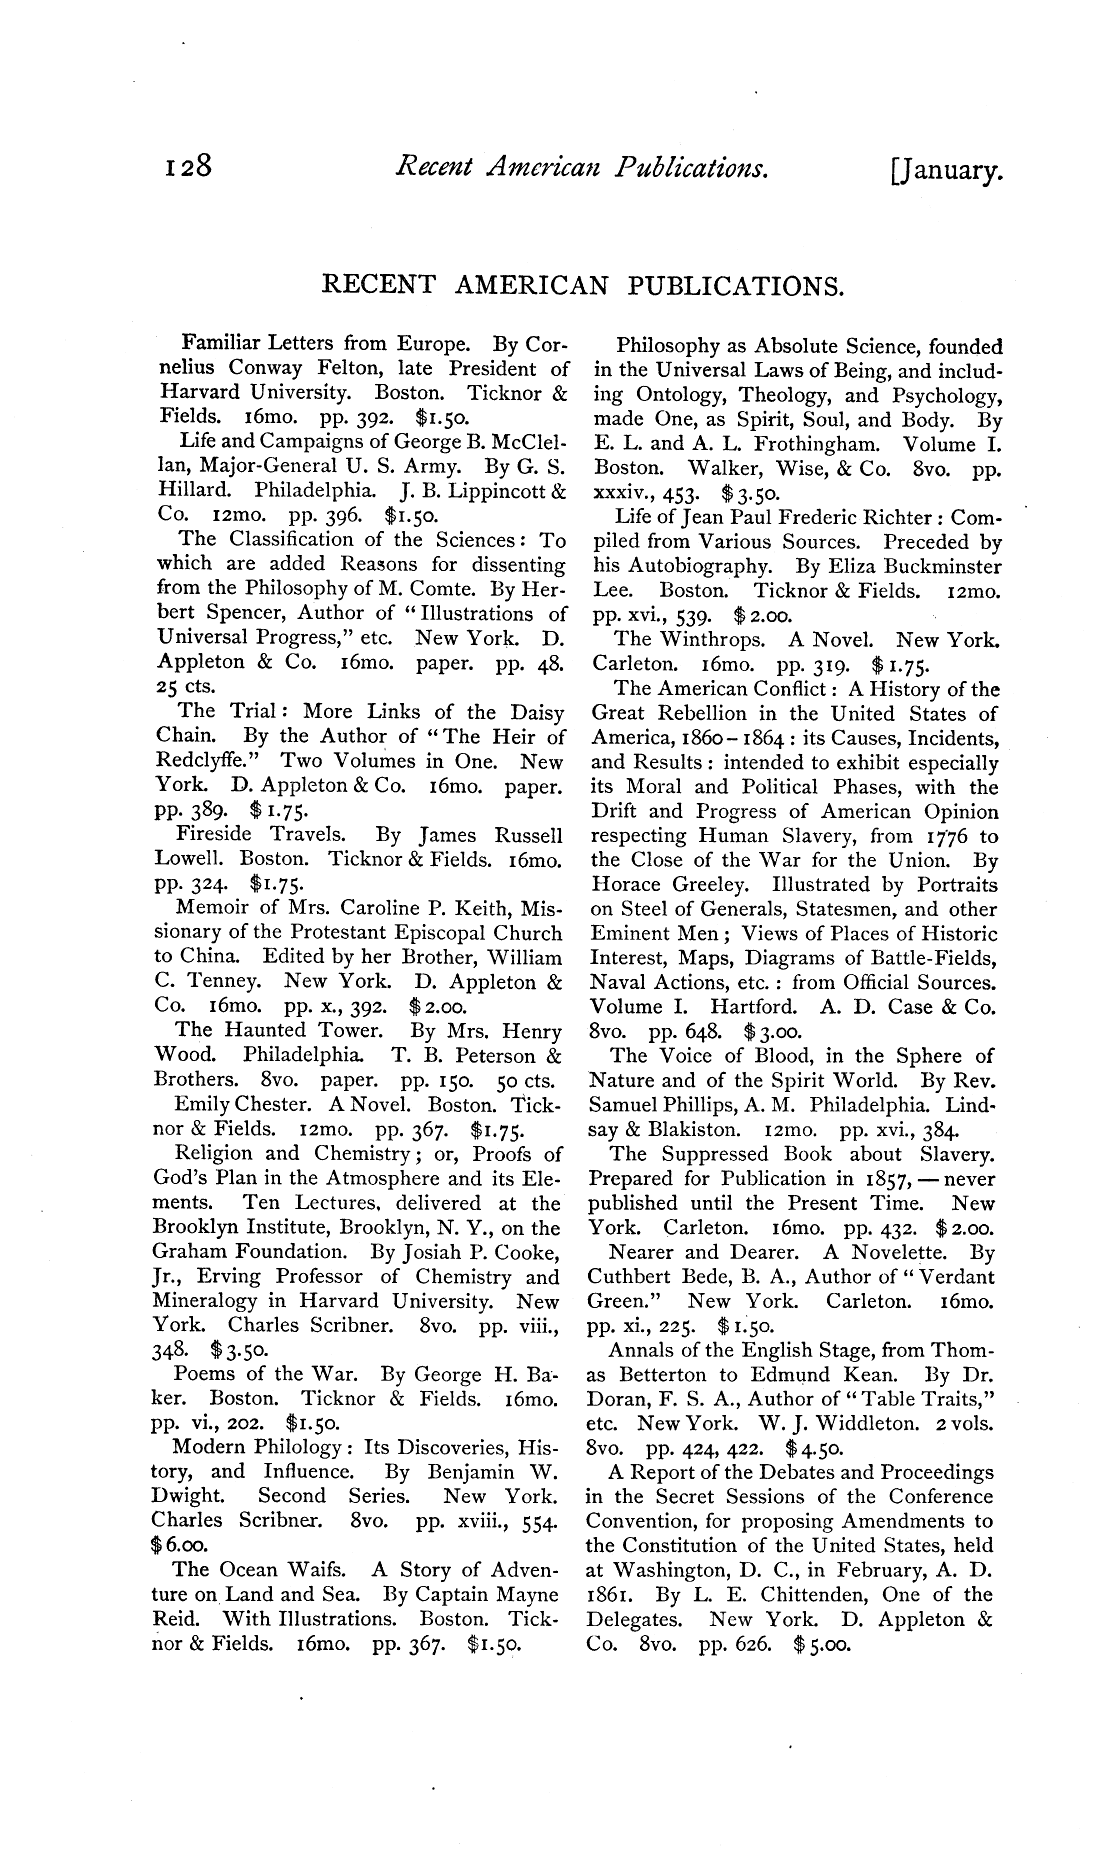 128
Recent American Publications.
[January.
RECENT AMERICAN PUBLICATIONS.
Familiar Letters from Europe. By Cor-
nelius Conway Felton, late President of
Harvard University. Boston. Ticknor &
Fields. 16mo. pp. 392. $1.50.
Life and Campaigns of George B. McClel-
lan, Major-General U. S. Army. By G. S.
Hillard. Philadelphia. J. B. Lippincott &
Co. 12mo. pp. 396. $1.50.
The Classification of the Sciences: To
which are added Reasons for dissenting
from the Philosophy of M. Comte. By Her-
bert Spencer, Author of "Illustrations of
Universal Progress," etc. New York. D.
Appleton & Co. 16mo. paper. pp. 48.
25 cts.
The Trial: More Links of the Daisy
Chain. By the Author of "The Heir of
Redclyffe." Two Volumes in One. New
York. D. Appleton & Co. 16mo. paper.
pp. 389. $1.75.
Fireside Travels. By James Russell
Lowell. Boston. Ticknor & Fields. 16mo.
pp. 324. $1.75.
Memoir of Mrs. Caroline P. Keith, Mis-
sionary of the Protestant Episcopal Church
to China. Edited by her Brother, William
C. Tenney. New York. D. Appleton &
Co. 16mo. pp. x., 392. $2.00.
The Haunted Tower. By Mrs. Henry
Wood. Philadelphia. T. B. Peterson &
Brothers. 8vo. paper. pp. 150. 50 cts.
Emily Chester. A Novel. Boston. Tick-
nor & Fields. 12mo. pp. 367. $1.75.
Religion and Chemistry; or, Proofs of
God's Plan in the Atmosphere and its Ele-
ments. Ten Lectures, delivered at the
Brooklyn Institute, Brooklyn, N. Y., on the
Graham Foundation. By Josiah P. Cooke,
Jr., Erving Professor of Chemistry and
Mineralogy in Harvard University. New
York. Charles Scribner. 8vo. pp. viii.,
348. $3.50.
Poems of the War. By George H. Ba-
ker. Boston. Ticknor & Fields. 16mo.
pp. vi., 202. $1.50.
Modern Philology: Its Discoveries, His-
tory, and Influence. By Benjamin W.
Dwight. Second Series. New York.
Charles Scribner. 8vo. pp. xviii., 554.
$6.00.
The Ocean Waifs. A Story of Adven-
ture on Land and Sea. By Captain Mayne
Reid. With Illustrations. Boston. Tick-
nor & Fields. 16mo. pp. 367. $1.50.
Philosophy as Absolute Science, founded
in the Universal Laws of Being, and includ-
ing Ontology, Theology, and Psychology,
made One, as Spirit, Soul, and Body. By
E. L. and A. L. Frothingham. Volume I.
Boston. Walker, Wise, & Co. 8vo. pp.
xxxiv., 453. $3.50.
Life of Jean Paul Frederic Richter: Com-
piled from Various Sources. Preceded by
his Autobiography. By Eliza Buckminster
Lee. Boston. Ticknor & Fields. 12mo.
pp. xvi., 539. $2.00.
The Winthrops. A Novel. New York.
Carleton. 16mo. pp. 319. $1.75.
The American Conflict: A History of the
Great Rebellion in the United States of
America, 1860–1864: its Causes, Incidents,
and Results: intended to exhibit especially
its Moral and Political Phases, with the
Drift and Progress of American Opinion
respecting Human Slavery, from 1776 to
the Close of the War for the Union. By
Horace Greeley. Illustrated by Portraits
on Steel of Generals, Statesmen, and other
Eminent Men; Views of Places of Historic
Interest, Maps, Diagrams of Battle-Fields,
Naval Actions, etc.: from Official Sources.
Volume I. Hartford. A. D. Case & Co.
8vo. pp. 648. $3.00.
The Voice of Blood, in the Sphere of
Nature and of the Spirit World. By Rev.
Samuel Phillips, A. M. Philadelphia. Lind-
say & Blakiston. 12mo. pp. xvi., 384.
The Suppressed Book about Slavery.
Prepared for Publication in 1857,—never
published until the Present Time. New
York. Carleton. 16mo. pp. 432. $2.00.
Nearer and Dearer. A Novelette. By
Cuthbert Bede, B. A., Author of "Verdant
Green." New York. Carleton. 16mo.
pp. xi., 225. $1.50.
Annals of the English Stage, from Thom-
as Betterton to Edmund Kean. By Dr.
Doran, F. S. A., Author of "Table Traits,"
etc. New York. W. J. Widdleton. 2 vols.
8vo. pp. 424, 422. $4.50.
A Report of the Debates and Proceedings
in the Secret Sessions of the Conference
Convention, for proposing Amendments to
the Constitution of the United States, held
at Washington, D. C., in February, A. D.
1861. By L. E. Chittenden, One of the
Delegates. New York. D. Appleton &
Co. 8vo. pp. 626. $5.00.